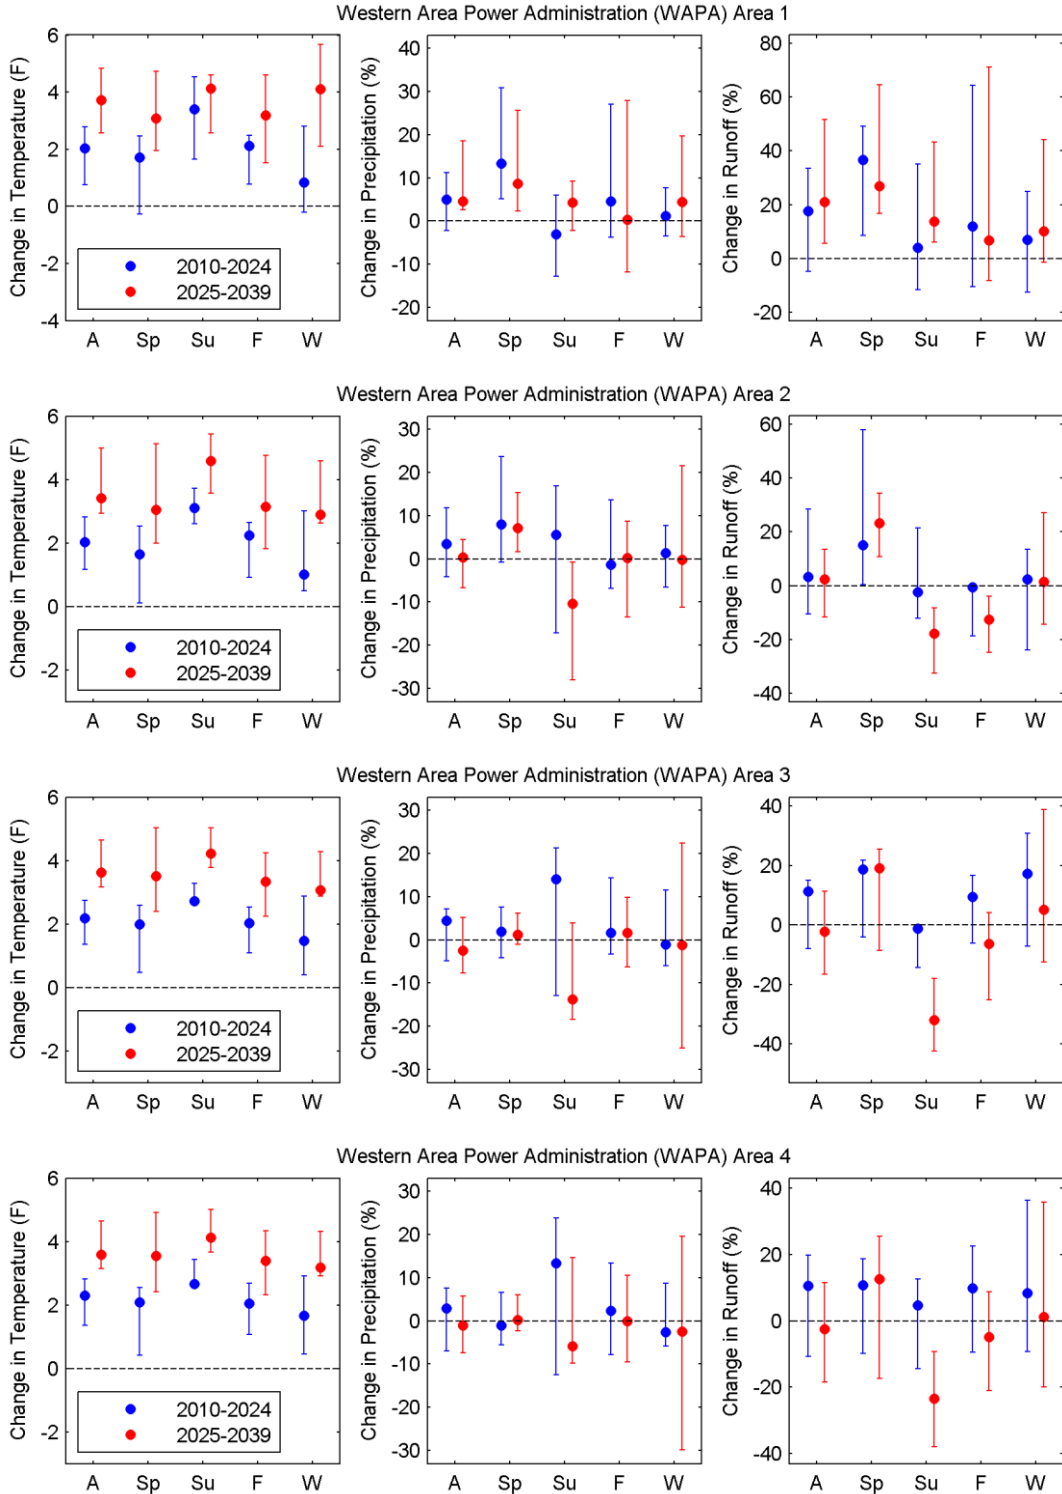 Western Area Power Administration (WAPA) Area 1
Change in Temperature (F)
6
4
2
0
-2
-4
2010-2024
2025-2039
A Sp Su F W
Change in Precipitation (%)
40
30
20
10
0
-10
-20
A Sp Su F W
Change in Runoff (%)
80
60
40
20
0
-20
A Sp Su F W
Western Area Power Administration (WAPA) Area 2
Change in Temperature (F)
6
4
2
0
-2
2010-2024
2025-2039
A Sp Su F W
Change in Precipitation (%)
30
20
10
0
-10
-20
-30
A Sp Su F W
Change in Runoff (%)
60
40
20
0
-20
-40
A Sp Su F W
Western Area Power Administration (WAPA) Area 3
Change in Temperature (F)
6
4
2
0
-2
2010-2024
2025-2039
A Sp Su F W
Change in Precipitation (%)
30
20
10
0
-10
-20
-30
A Sp Su F W
Change in Runoff (%)
40
20
0
-20
-40
A Sp Su F W
Western Area Power Administration (WAPA) Area 4
Change in Temperature (F)
6
4
2
0
-2
2010-2024
2025-2039
A Sp Su F W
Change in Precipitation (%)
30
20
10
0
-10
-20
-30
A Sp Su F W
Change in Runoff (%)
40
20
0
-20
-40
A Sp Su F W